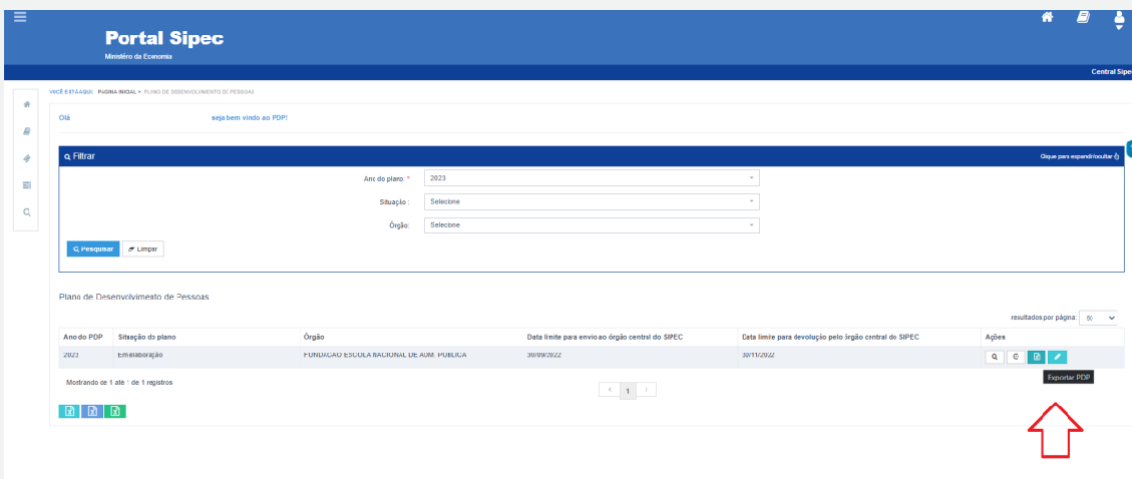 Portal Sipec
Ministério da Economia
Central Sipec
VOCÊ ESTÁ AQUI: PÁGINA INICIAL > PLANO DE DESENVOLVIMENTO DE PESSOAS
Olá seja bem vindo ao PDP!
Filtrar Clique para expandir/ocultar
Ano do plano: * 2023
Situação : Selecione
Órgão: Selecione
Pesquisar Limpar
Plano de Desenvolvimento de Pessoas
resultados por página: 50
Ano do PDP Situação do plano Órgão Data limite para envio ao órgão central do SIPEC Data limite para devolução pelo órgão central do SIPEC Ações
2023 Em elaboração FUNDACAO ESCOLA NACIONAL DE ADM. PUBLICA 30/09/2022 30/11/2022
Mostrando de 1 até 1 de 1 registros
1
Exportar PDP